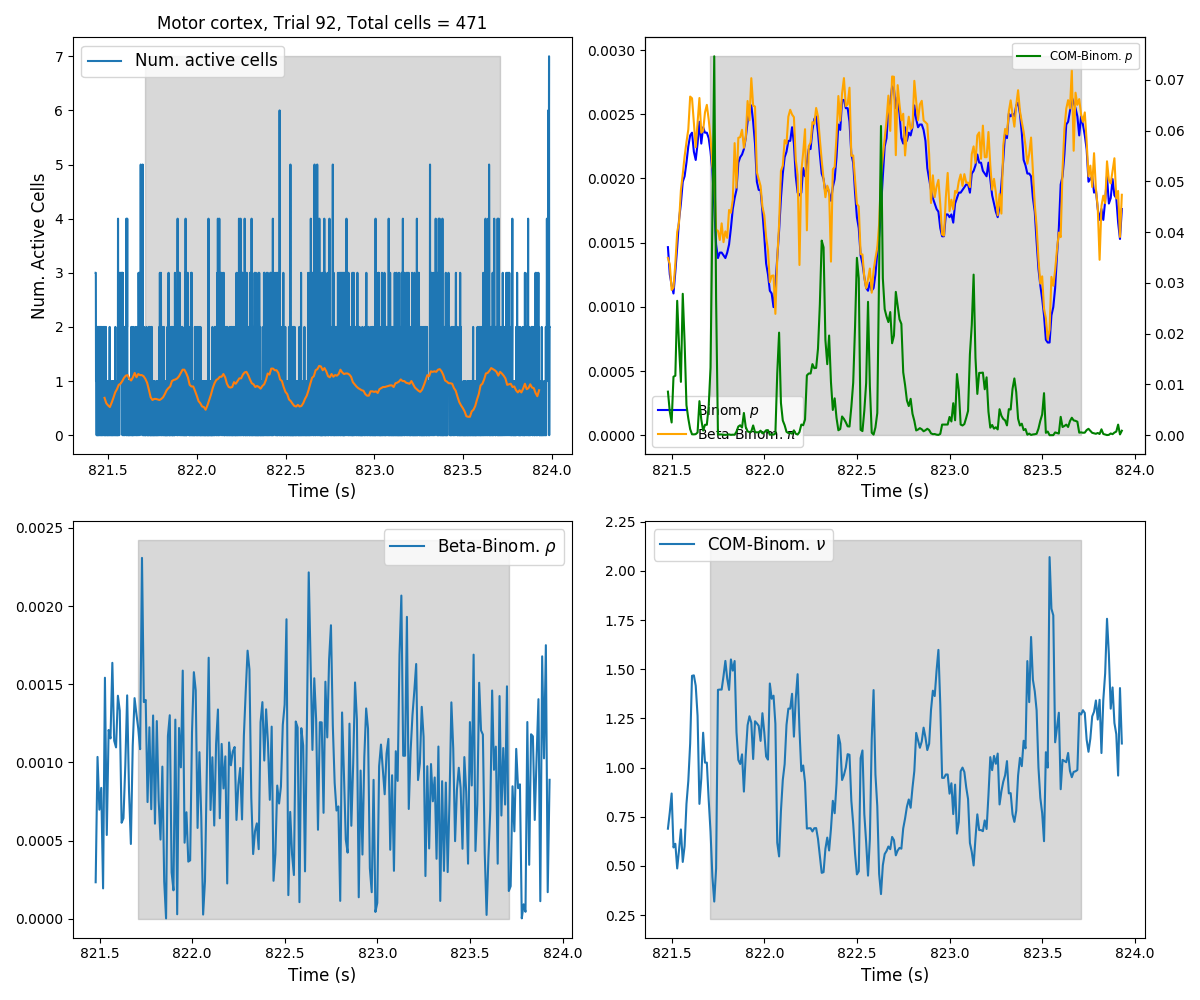 Motor cortex, Trial 92, Total cells = 471
Num. active cells
Num. Active Cells
7
6
5
4
3
2
1
0
821.5 822.0 822.5 823.0 823.5 824.0
Time (s)
COM-Binom. p
0.0030
0.0025
0.0020
0.0015
0.0010
0.0005
0.0000
0.07
0.06
0.05
0.04
0.03
0.02
0.01
0.00
Binom. p
Beta-Binom. π
821.5 822.0 822.5 823.0 823.5 824.0
Time (s)
Beta-Binom. ρ
0.0025
0.0020
0.0015
0.0010
0.0005
0.0000
821.5 822.0 822.5 823.0 823.5 824.0
Time (s)
COM-Binom. ν
2.25
2.00
1.75
1.50
1.25
1.00
0.75
0.50
0.25
821.5 822.0 822.5 823.0 823.5 824.0
Time (s)